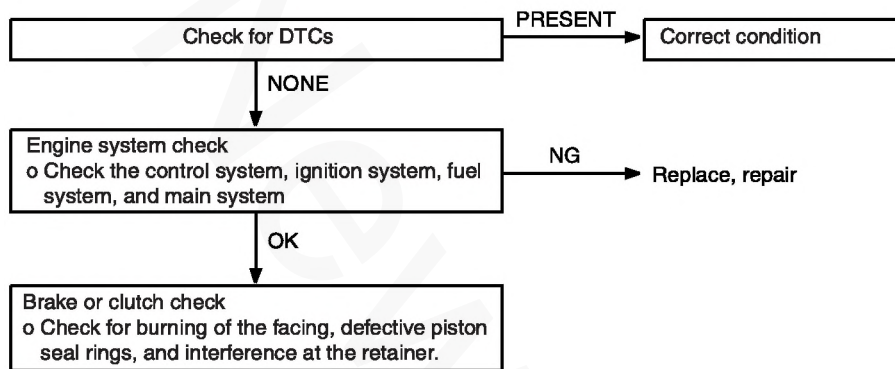 Check for DTCs
PRESENT
Correct condition
NONE
Engine system check
o Check the control system, ignition system, fuel
system, and main system
NG
Replace, repair
OK
Brake or clutch check
o Check for burning of the facing, defective piston
seal rings, and interference at the retainer.